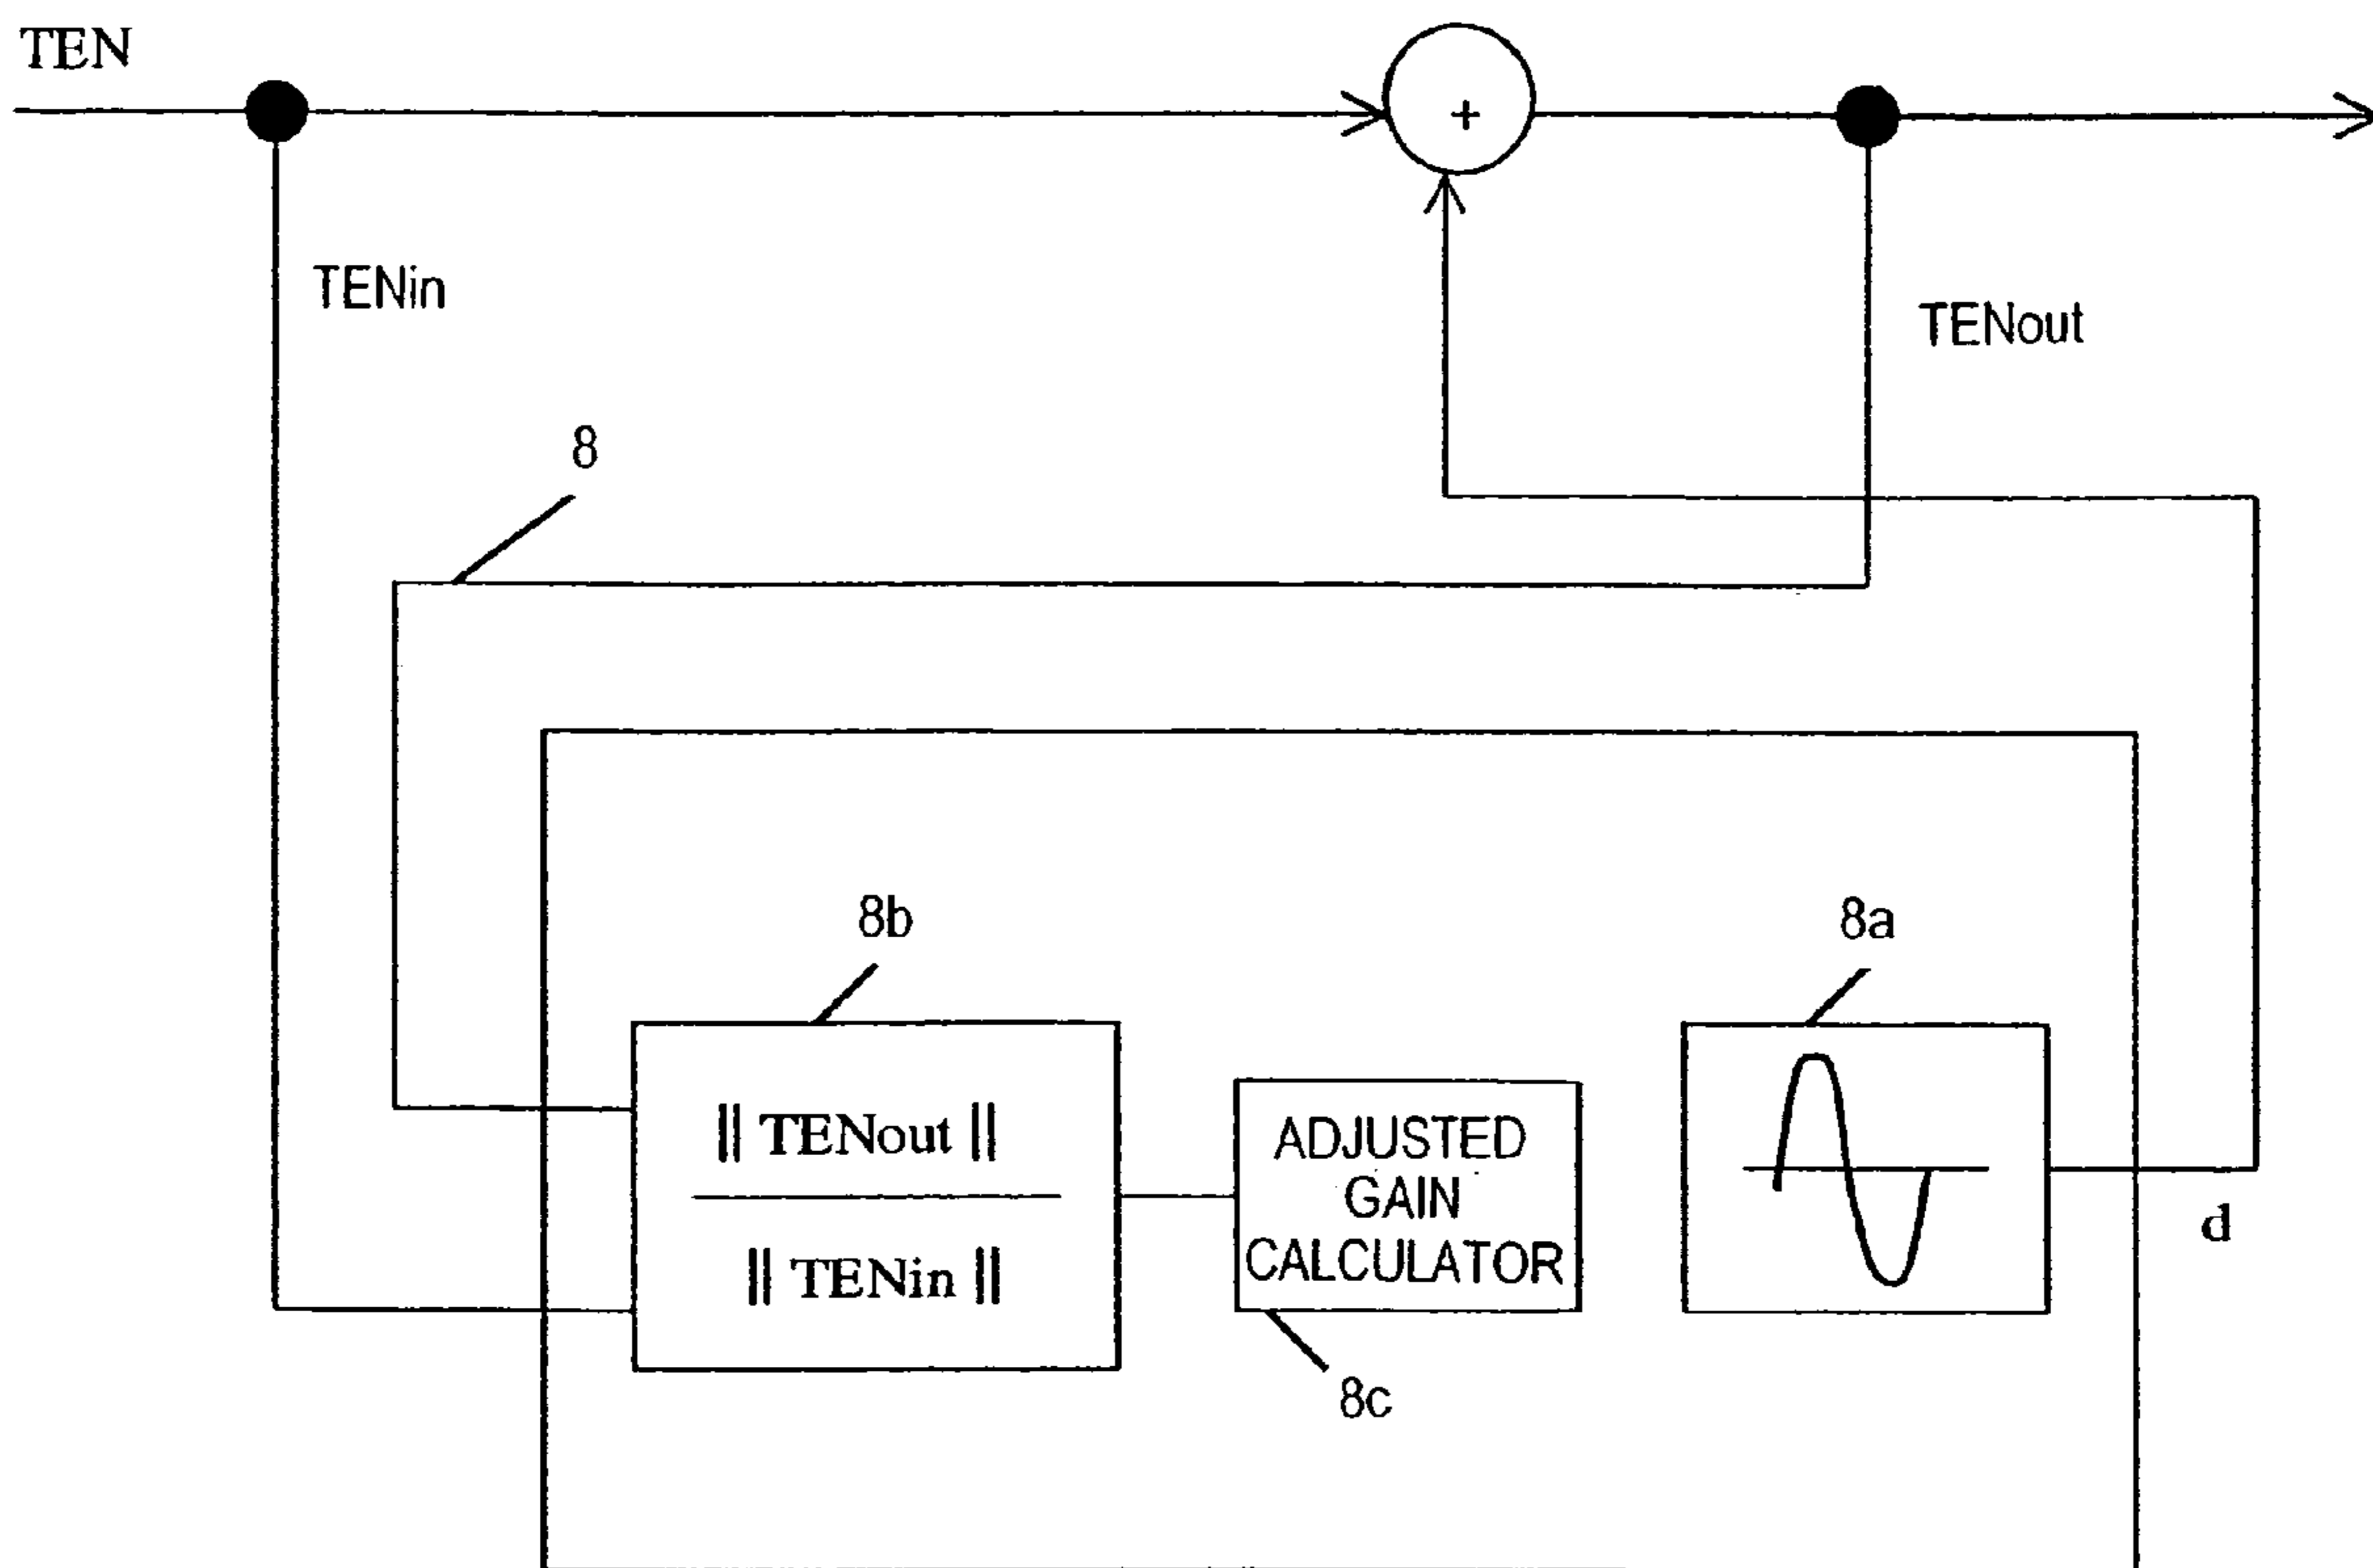 TEN
+
TENin
TENout
8
8b
8a
|| TENout ||
|| TENin ||
ADJUSTED
GAIN
CALCULATOR
d
8c